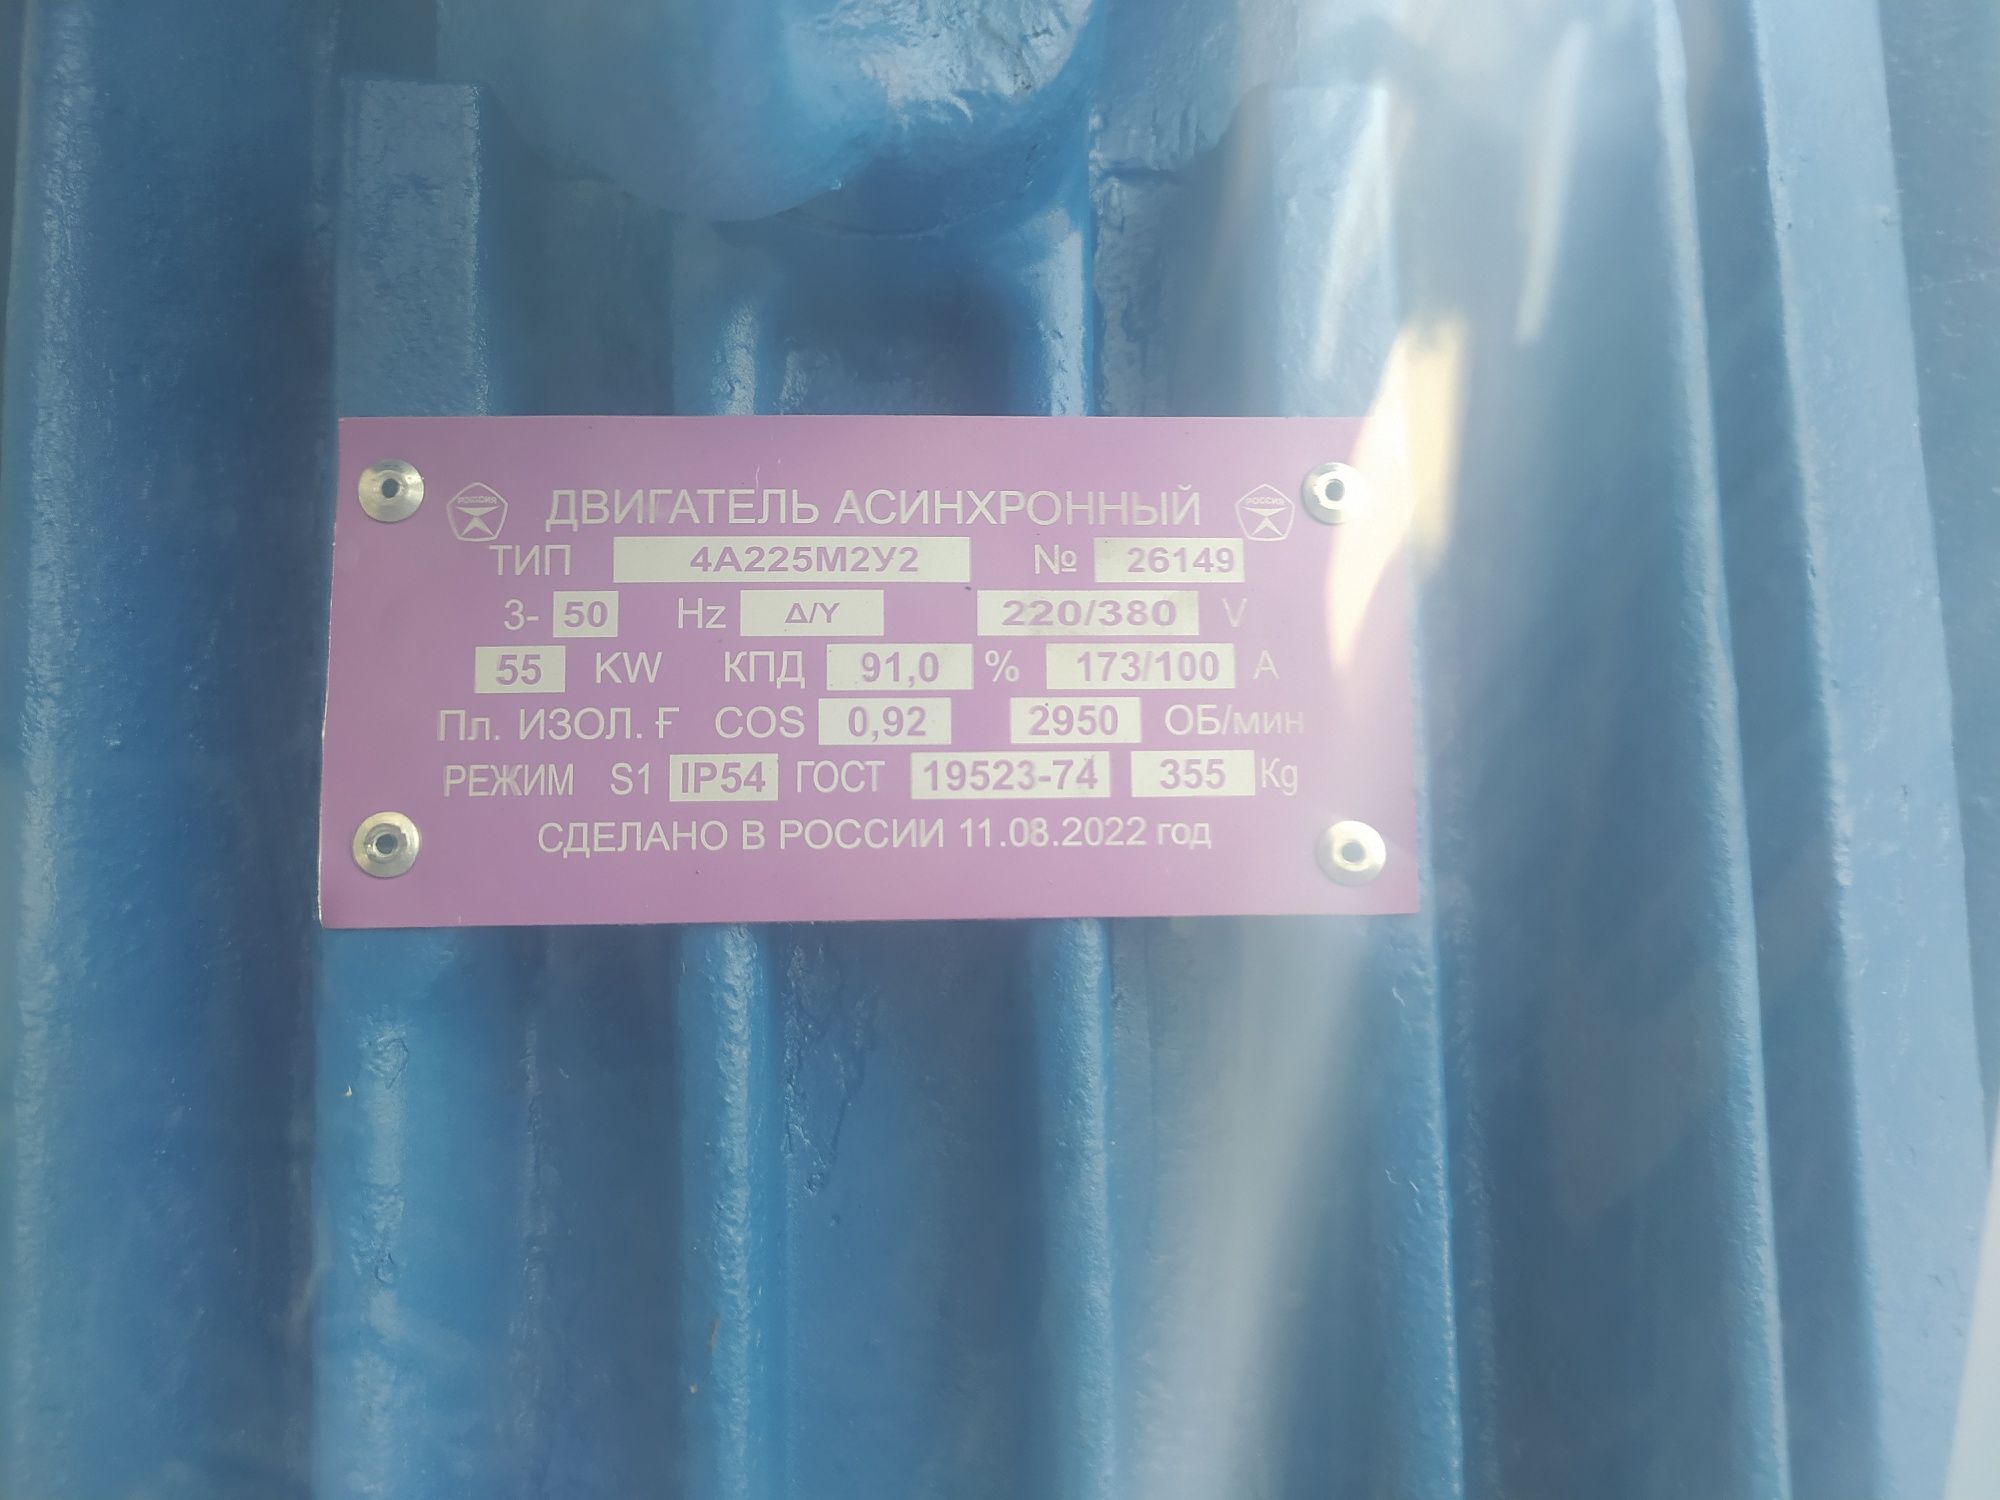 РОССИЯ ДВИГАТЕЛЬ АСИНХРОННЫЙ РОССИЯ
ТИП 4А225М2У2 № 26149
3- 50 Hz Δ/Y 220/380 V
55 KW КПД 91,0 % 173/100 A
Пл. ИЗОЛ. F COS 0,92 2950 ОБ/мин
РЕЖИМ S1 IP54 ГОСТ 19523-74 355 Kg
СДЕЛАНО В РОССИИ 11.08.2022 год